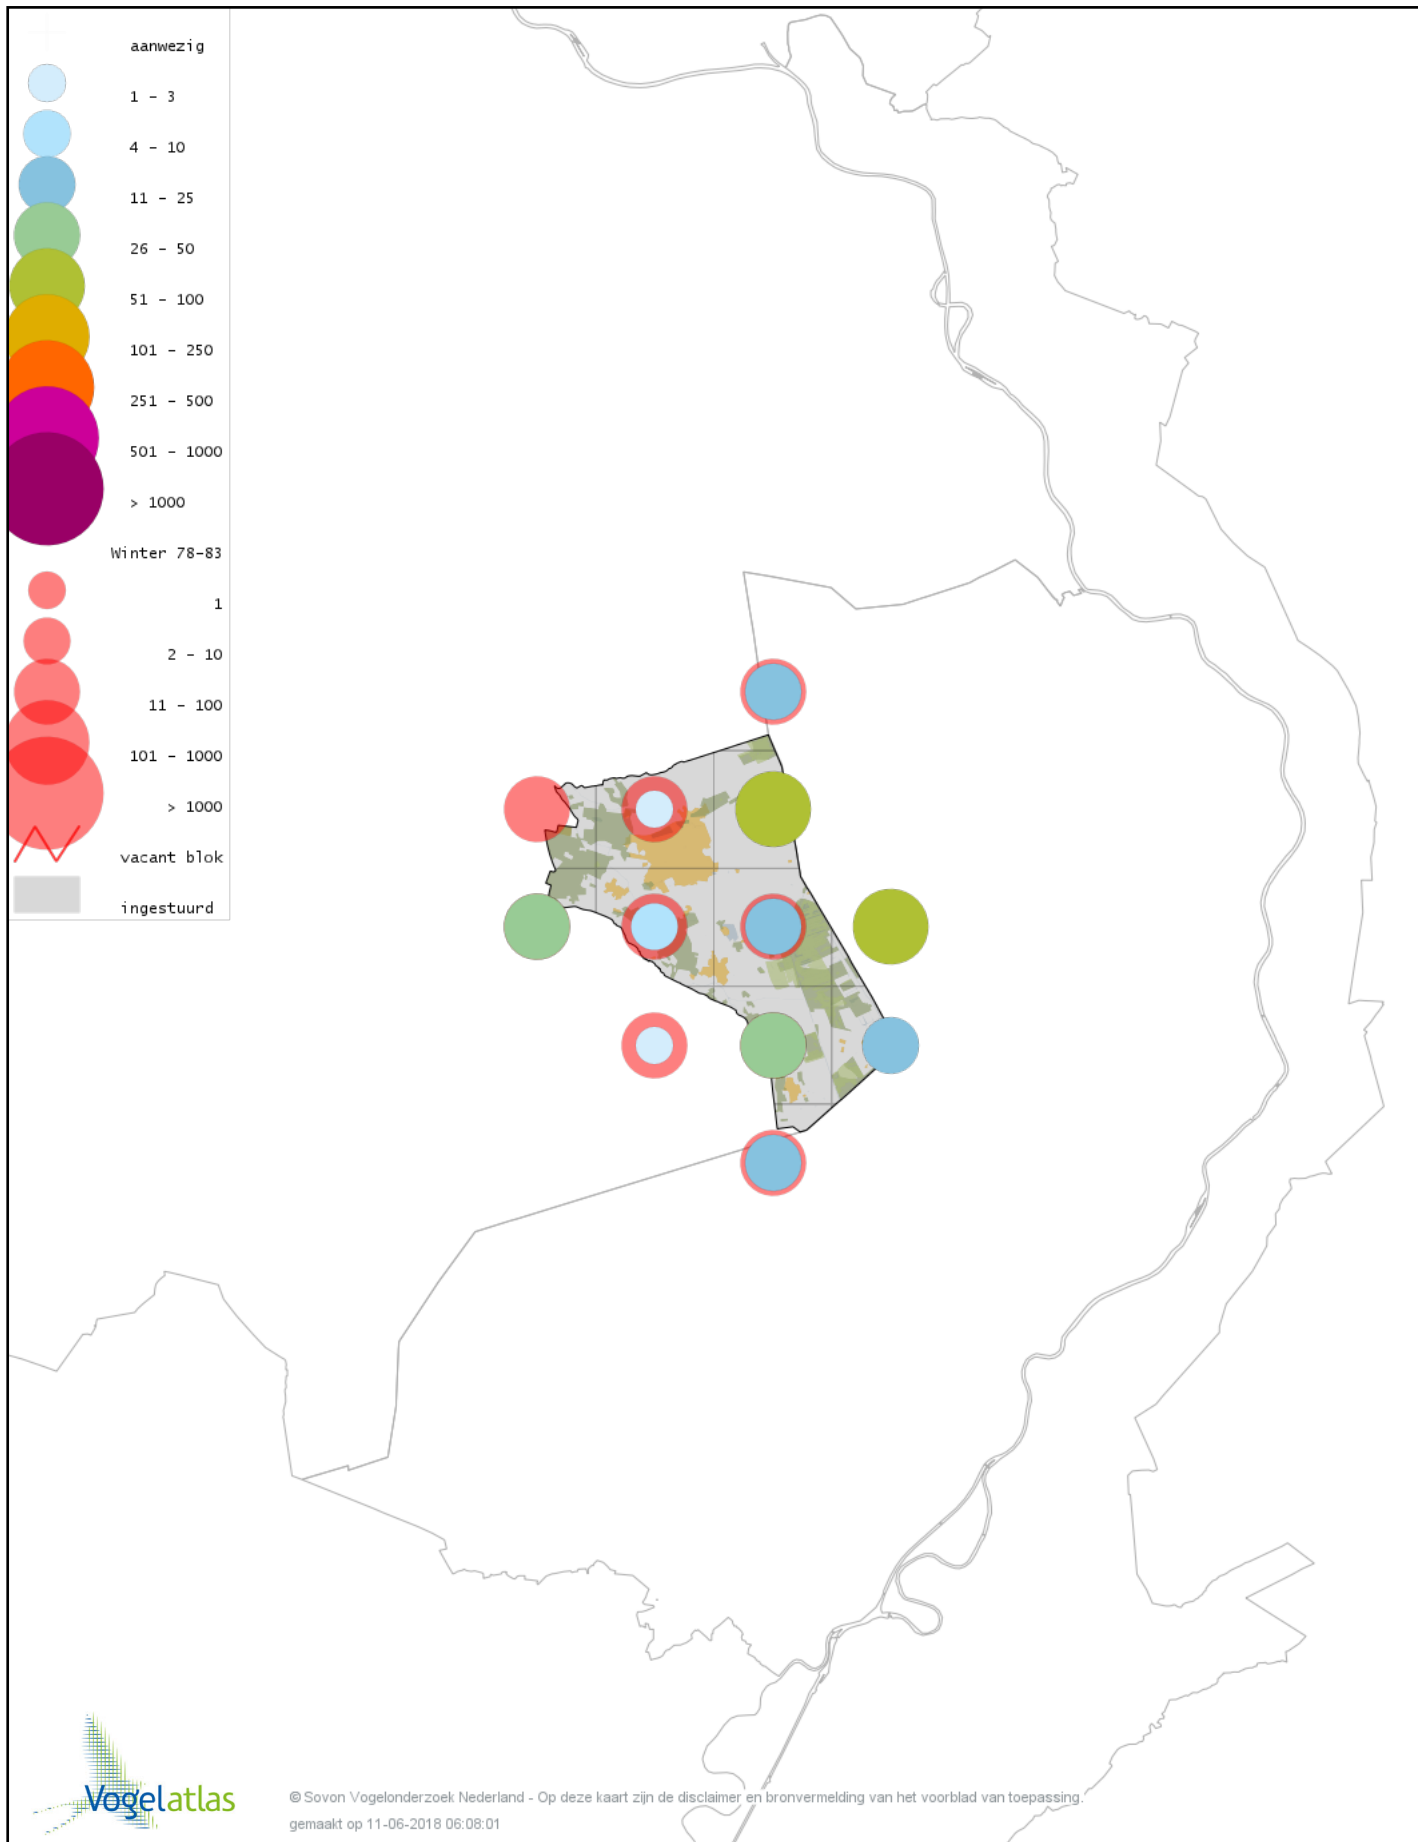 aanwezig
1 - 3
4 - 10
11 - 25
26 - 50
51 - 100
101 - 250
251 - 500
501 - 1000
> 1000
Winter 78-83
1
2 - 10
11 - 100
101 - 1000
> 1000
vacant blok
ingestuurd
Vogelatlas
© Sovon Vogelonderzoek Nederland - Op deze kaart zijn de disclaimer en bronvermelding van het voorblad van toepassing.
gemaakt op 11-06-2018 06:08:01